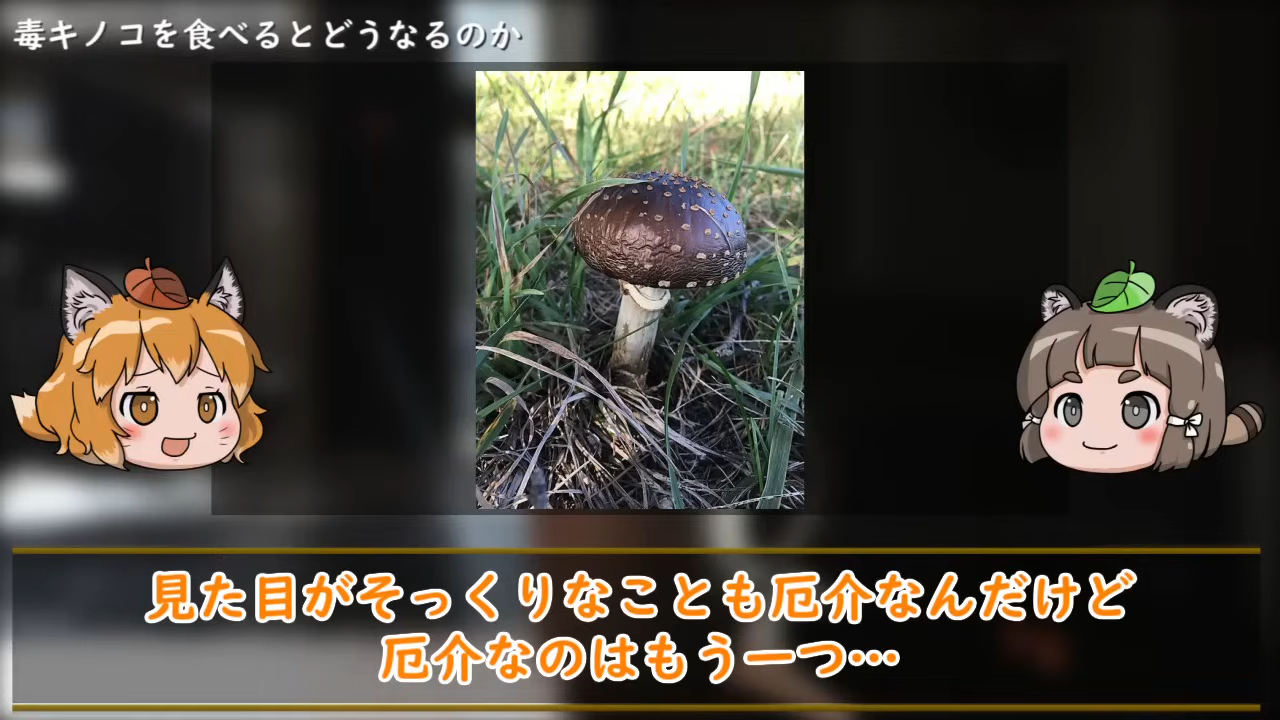 毒キノコを食べるとどうなるのか
見た目がそっくりなことも厄介なんだけど
厄介なのはもう一つ…